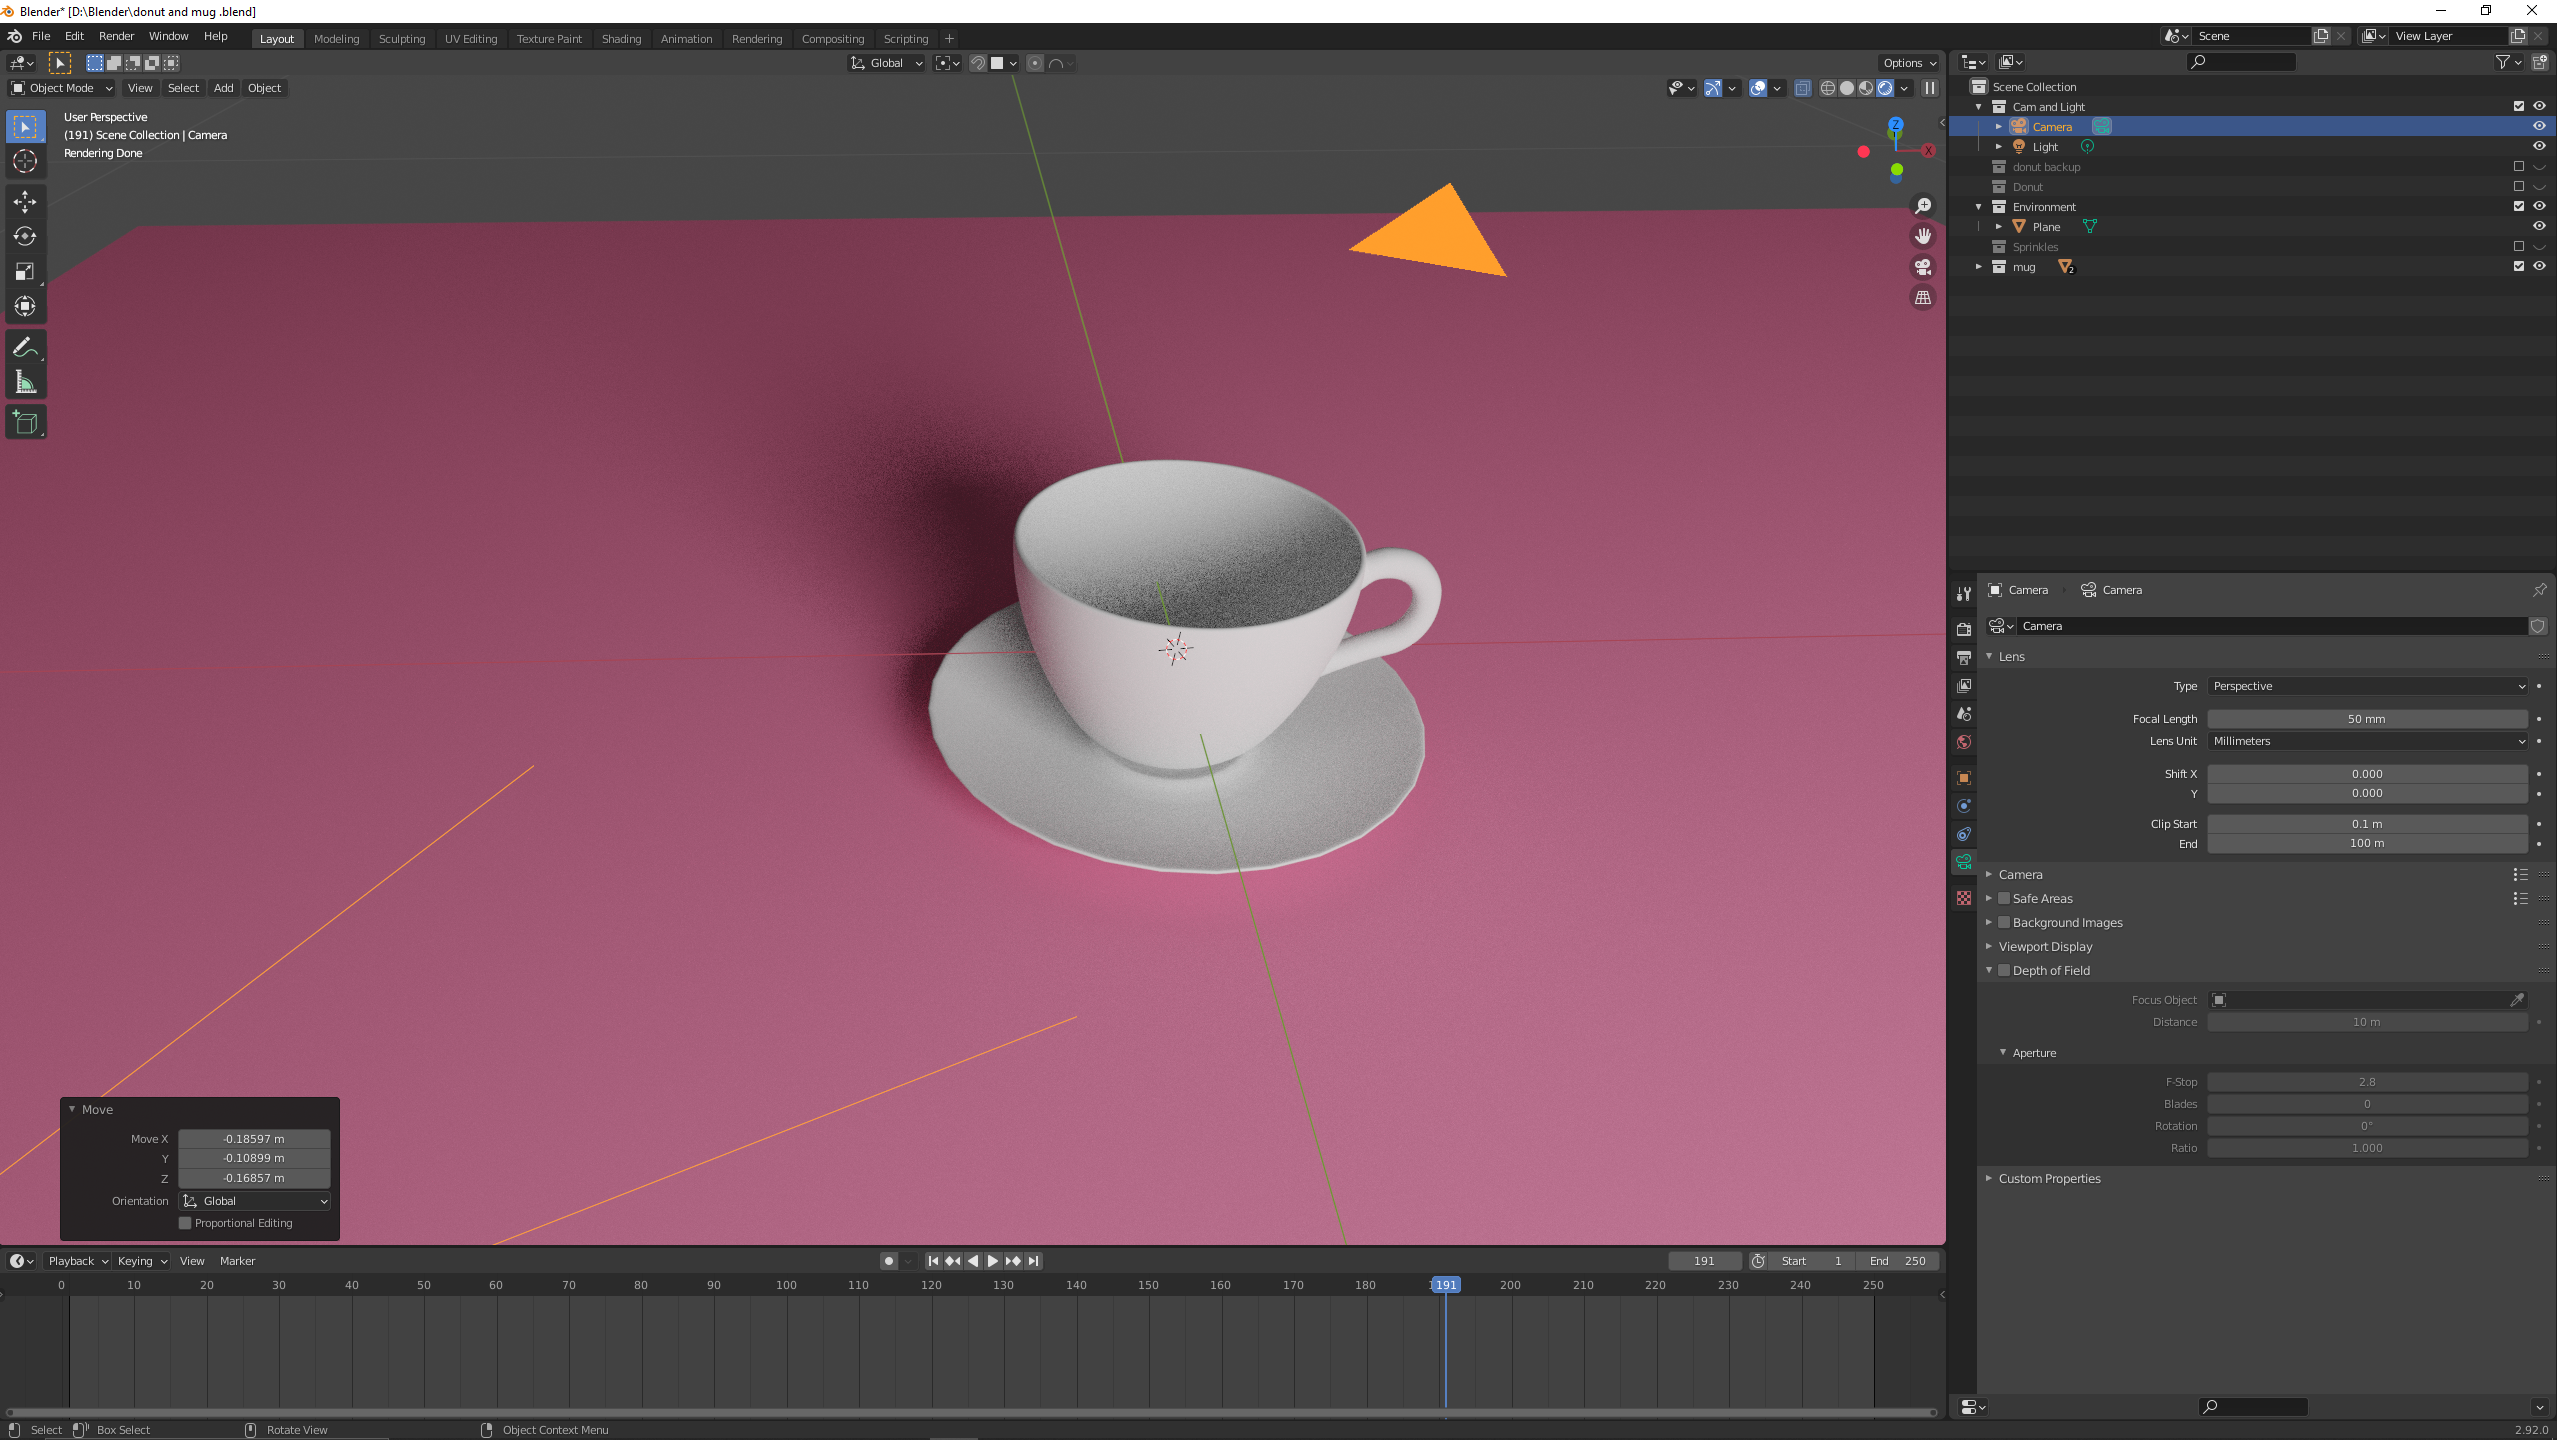 Blender* [D:\Blender\donut and mug .blend]
File Edit Render Window Help Layout Modeling Sculpting UV Editing Texture Paint Shading Animation Rendering Compositing Scripting + Scene View Layer
Global Options
Object Mode View Select Add Object
User Perspective
(191) Scene Collection | Camera
Rendering Done
Z
X
Scene Collection
Cam and Light
Camera
Light
donut backup
Donut
Environment
Plane
Sprinkles
mug 2
Camera Camera
Camera
Lens
Type Perspective
Focal Length 50 mm
Lens Unit Millimeters
Shift X 0.000
Y 0.000
Clip Start 0.1 m
End 100 m
Camera
Safe Areas
Background Images
Viewport Display
Depth of Field
Focus Object
Distance 10 m
Aperture
F-Stop 2.8
Blades 0
Rotation 0°
Ratio 1.000
Custom Properties
Move
Move X -0.18597 m
Y -0.10899 m
Z -0.16857 m
Orientation Global
Proportional Editing
Playback Keying View Marker 191 Start 1 End 250
0 10 20 30 40 50 60 70 80 90 100 110 120 130 140 150 160 170 180 191 200 210 220 230 240 250
Select Box Select Rotate View Object Context Menu 2.92.0